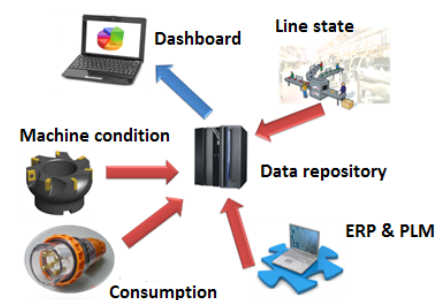 Line state
Dashboard
Machine condition
Data repository
ERP & PLM
Consumption